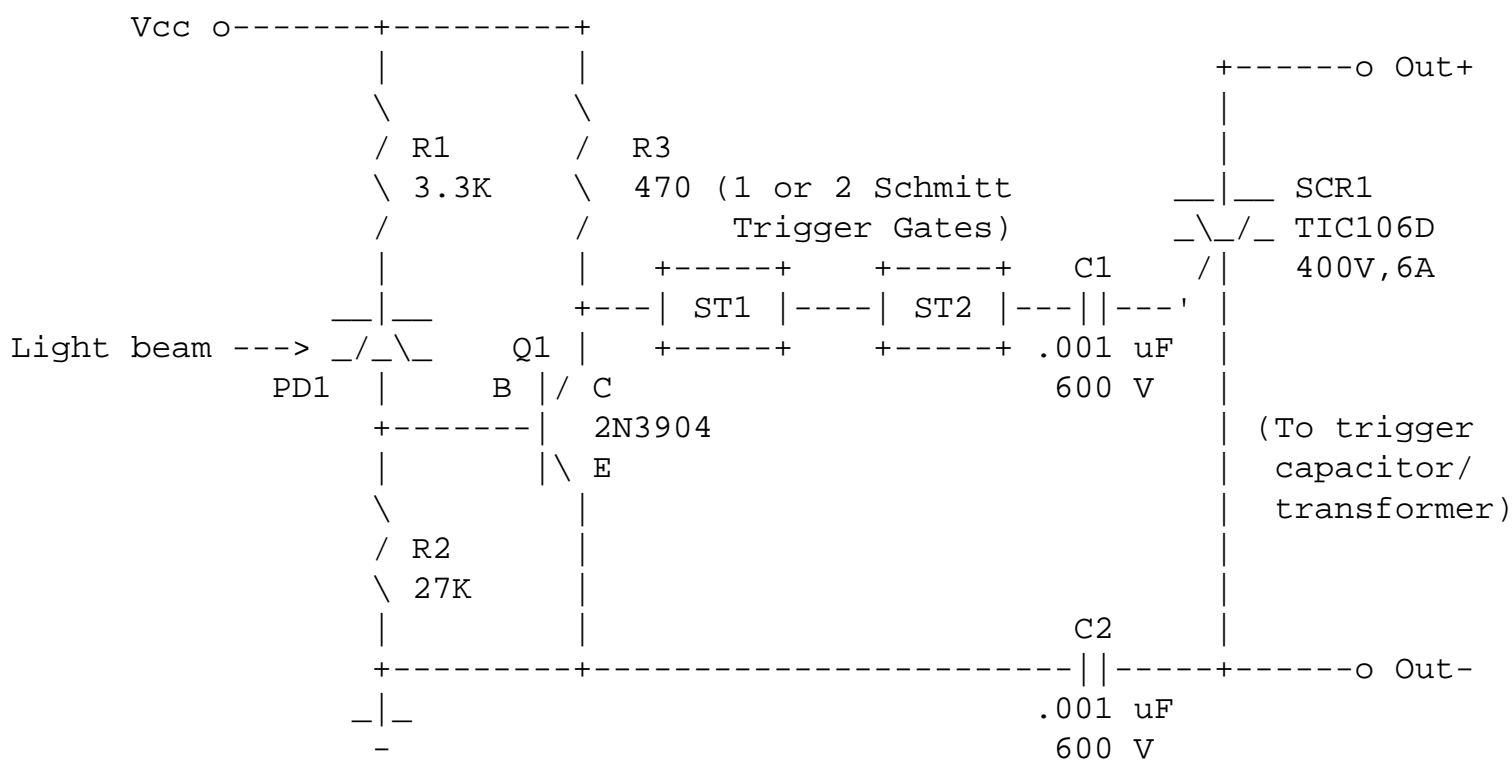 Vcc o-------+----------+
+------o Out+
R1 R3
3.3K 470 (1 or 2 Schmitt SCR1
Trigger Gates) TIC106D
C1 400V,6A
ST1 ST2
Light beam ---> Q1 .001 uF
PD1 B C 600 V
2N3904 (To trigger
E capacitor/
transformer)
R2
27K
C2
o Out-
.001 uF
600 V